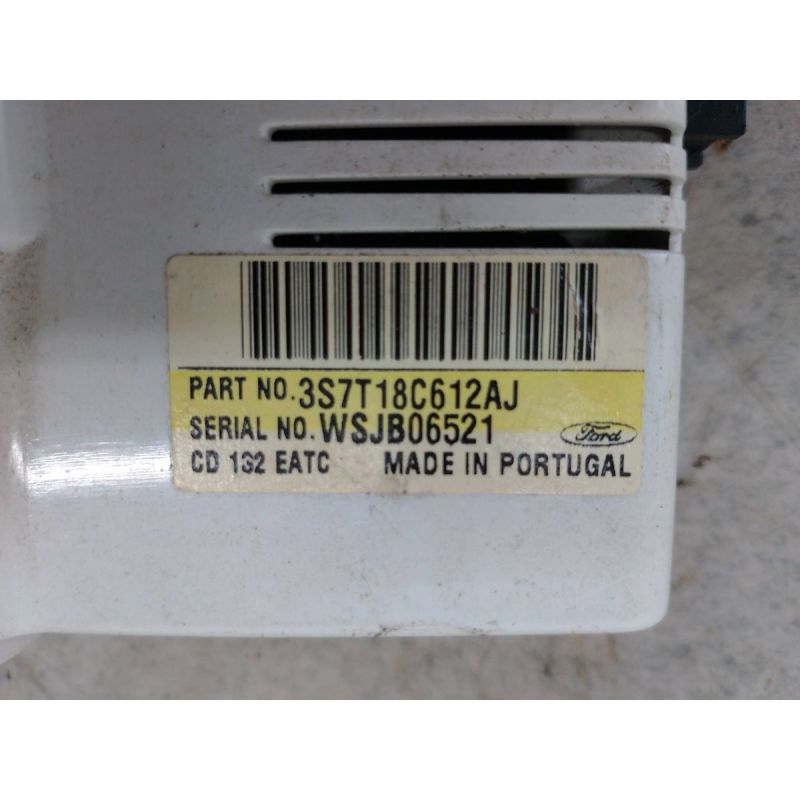 PART NO. 3S7T18C612AJ
SERIAL NO. WSJB06521
Ford
CD 132 EATC MADE IN PORTUGAL